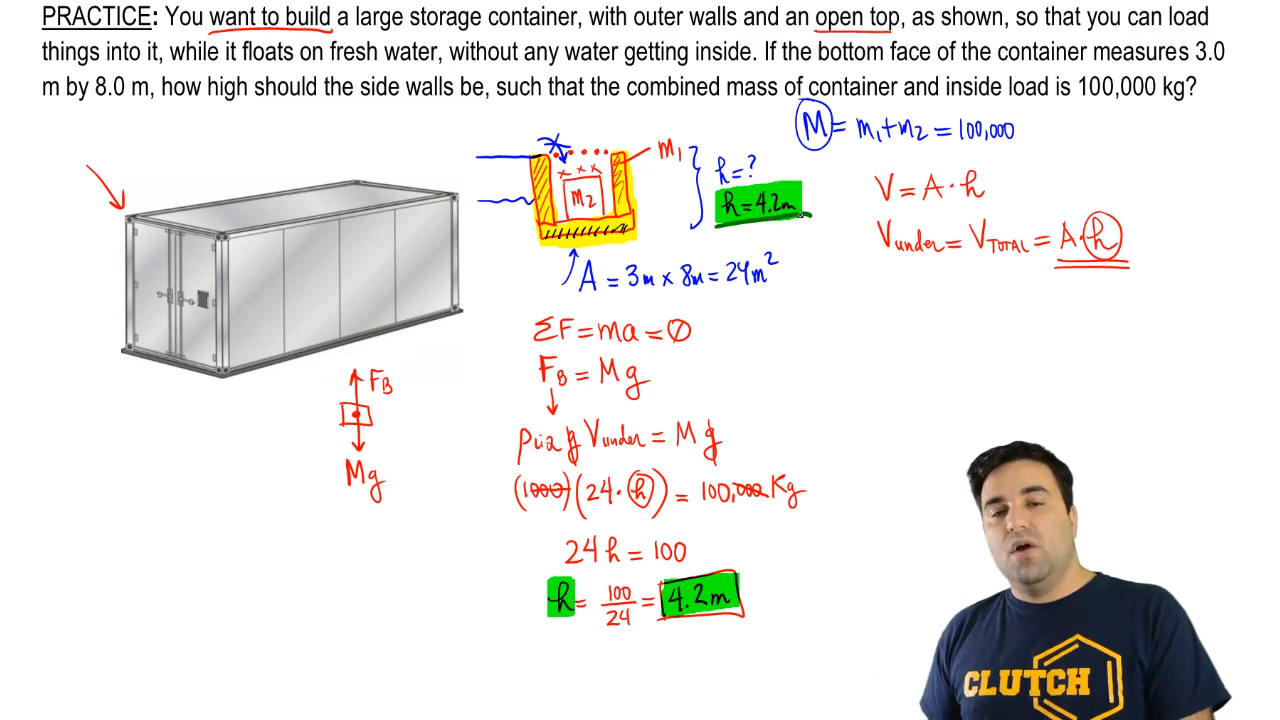 PRACTICE: You want to build a large storage container, with outer walls and an open top, as shown, so that you can load
things into it, while it floats on fresh water, without any water getting inside. If the bottom face of the container measures 3.0
m by 8.0 m, how high should the side walls be, such that the combined mass of container and inside load is 100,000 kg?
M = m₁+m₂ = 100,000
m₁
m₂
h=?
h=4.2m
V = A·h
Vunder = VTOTAL = A·h
A = 3m x 8m = 24m²
ΣF = ma = 0
FB = Mg
FB
Mg
ρliq g Vunder = M g
(1000)(24·h) = 100,000 Kg
24h = 100
h = 100/24 = 4.2m
CLUTCH